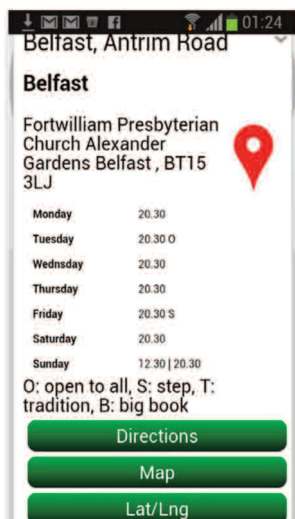 01:24
Belfast, Antrim Road
Belfast
Fortwilliam Presbyterian
Church Alexander
Gardens Belfast , BT15
3LJ
Monday 20.30
Tuesday 20.30 O
Wednsday 20.30
Thursday 20.30
Friday 20.30 S
Saturday 20.30
Sunday 12.30 | 20.30
O: open to all, S: step, T:
tradition, B: big book
Directions
Map
Lat/Lng